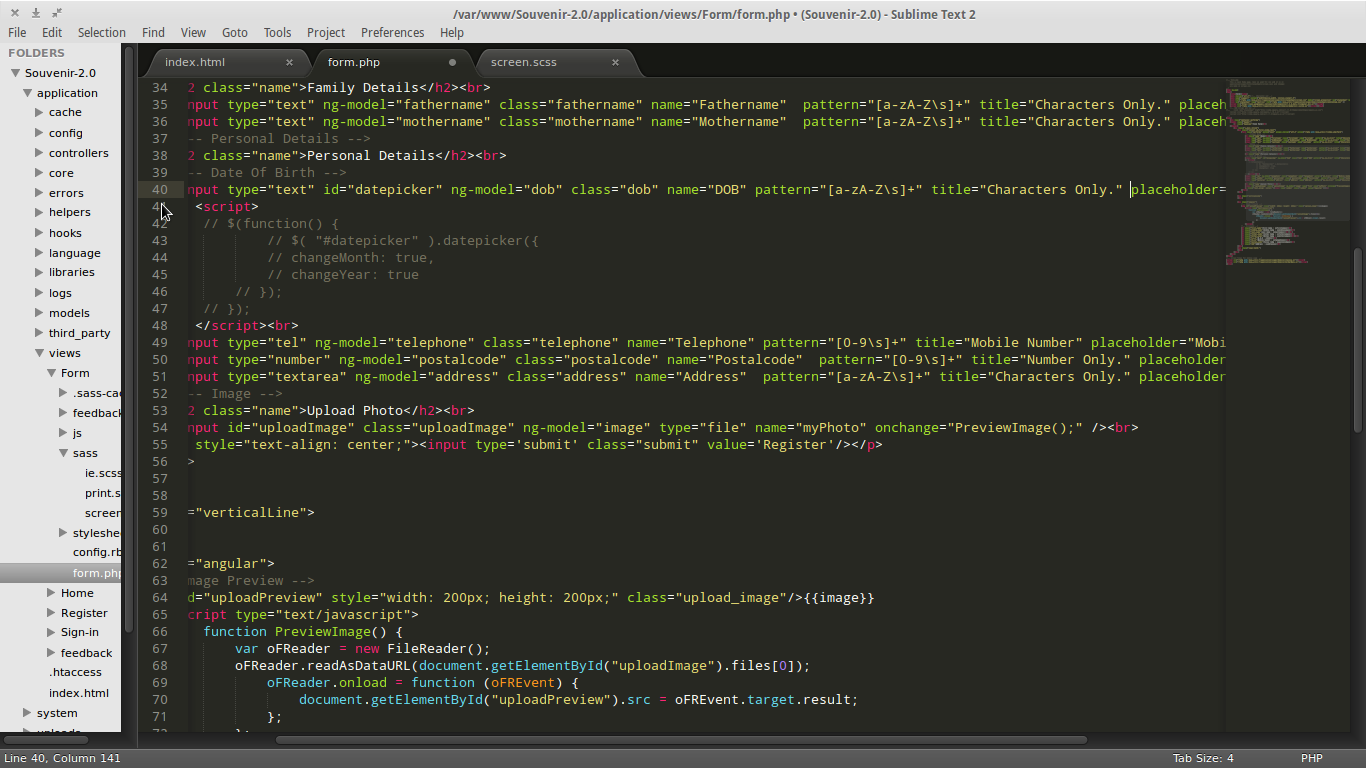 /var/www/Souvenir-2.0/application/views/Form/form.php • (Souvenir-2.0) - Sublime Text 2
File Edit Selection Find View Goto Tools Project Preferences Help
FOLDERS
Souvenir-2.0
application
cache
config
controllers
core
errors
helpers
hooks
language
libraries
logs
models
third_party
views
Form
.sass-cac
feedback
js
sass
ie.scss
print.s
screen
styleshee
config.rb
form.php
Home
Register
Sign-in
feedback
.htaccess
index.html
system
index.html form.php screen.scss
34 2 class="name">Family Details</h2><br>
35 nput type="text" ng-model="fathername" class="fathername" name="Fathername"  pattern="[a-zA-Z\s]+" title="Characters Only." placeh
36 nput type="text" ng-model="mothername" class="mothername" name="Mothername"  pattern="[a-zA-Z\s]+" title="Characters Only." placeh
37 -- Personal Details -->
38 2 class="name">Personal Details</h2><br>
39 -- Date Of Birth -->
40 nput type="text" id="datepicker" ng-model="dob" class="dob" name="DOB" pattern="[a-zA-Z\s]+" title="Characters Only." placeholder=
41 <script>
42 // $(function() {
43 // $( "#datepicker" ).datepicker({
44 // changeMonth: true,
45 // changeYear: true
46 // });
47 // });
48 </script><br>
49 nput type="tel" ng-model="telephone" class="telephone" name="Telephone" pattern="[0-9\s]+" title="Mobile Number" placeholder="Mobi
50 nput type="number" ng-model="postalcode" class="postalcode" name="Postalcode"  pattern="[0-9\s]+" title="Number Only." placeholder
51 nput type="textarea" ng-model="address" class="address" name="Address"  pattern="[a-zA-Z\s]+" title="Characters Only." placeholder
52 -- Image -->
53 2 class="name">Upload Photo</h2><br>
54 nput id="uploadImage" class="uploadImage" ng-model="image" type="file" name="myPhoto" onchange="PreviewImage();" /><br>
55 style="text-align: center;"><input type='submit' class="submit" value='Register'/></p>
56 >
57
58
59 ="verticalLine">
60
61
62 ="angular">
63 mage Preview -->
64 d="uploadPreview" style="width: 200px; height: 200px;" class="upload_image"/>{{image}}
65 cript type="text/javascript">
66 function PreviewImage() {
67 var oFReader = new FileReader();
68 oFReader.readAsDataURL(document.getElementById("uploadImage").files[0]);
69 oFReader.onload = function (oFREvent) {
70 document.getElementById("uploadPreview").src = oFREvent.target.result;
71 };
Line 40, Column 141 Tab Size: 4 PHP